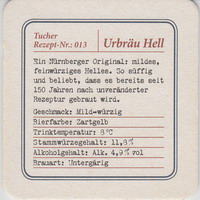 Tucher
Rezept-Nr.: 013
Urbräu Hell
Ein Nürnberger Original: mildes,
feinwürziges Helles. So süffig
und beliebt, dass es bereits seit
150 Jahren nach unveränderter
Rezeptur gebraut wird.
Geschmack: Mild-würzig
Bierfarbe: Zartgelb
Trinktemperatur: 8°C
Stammwürzegehalt: 11,8%
Alkoholgehalt: Alk. 4,9% vol
Brauart: Untergärig